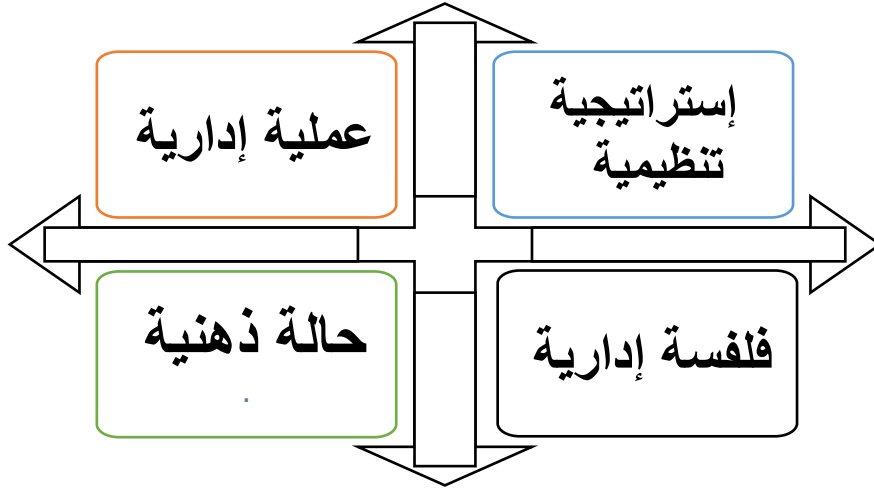 إستراتيجية
تنظيمية
عملية إدارية
فلفسة إدارية
حالة ذهنية
.